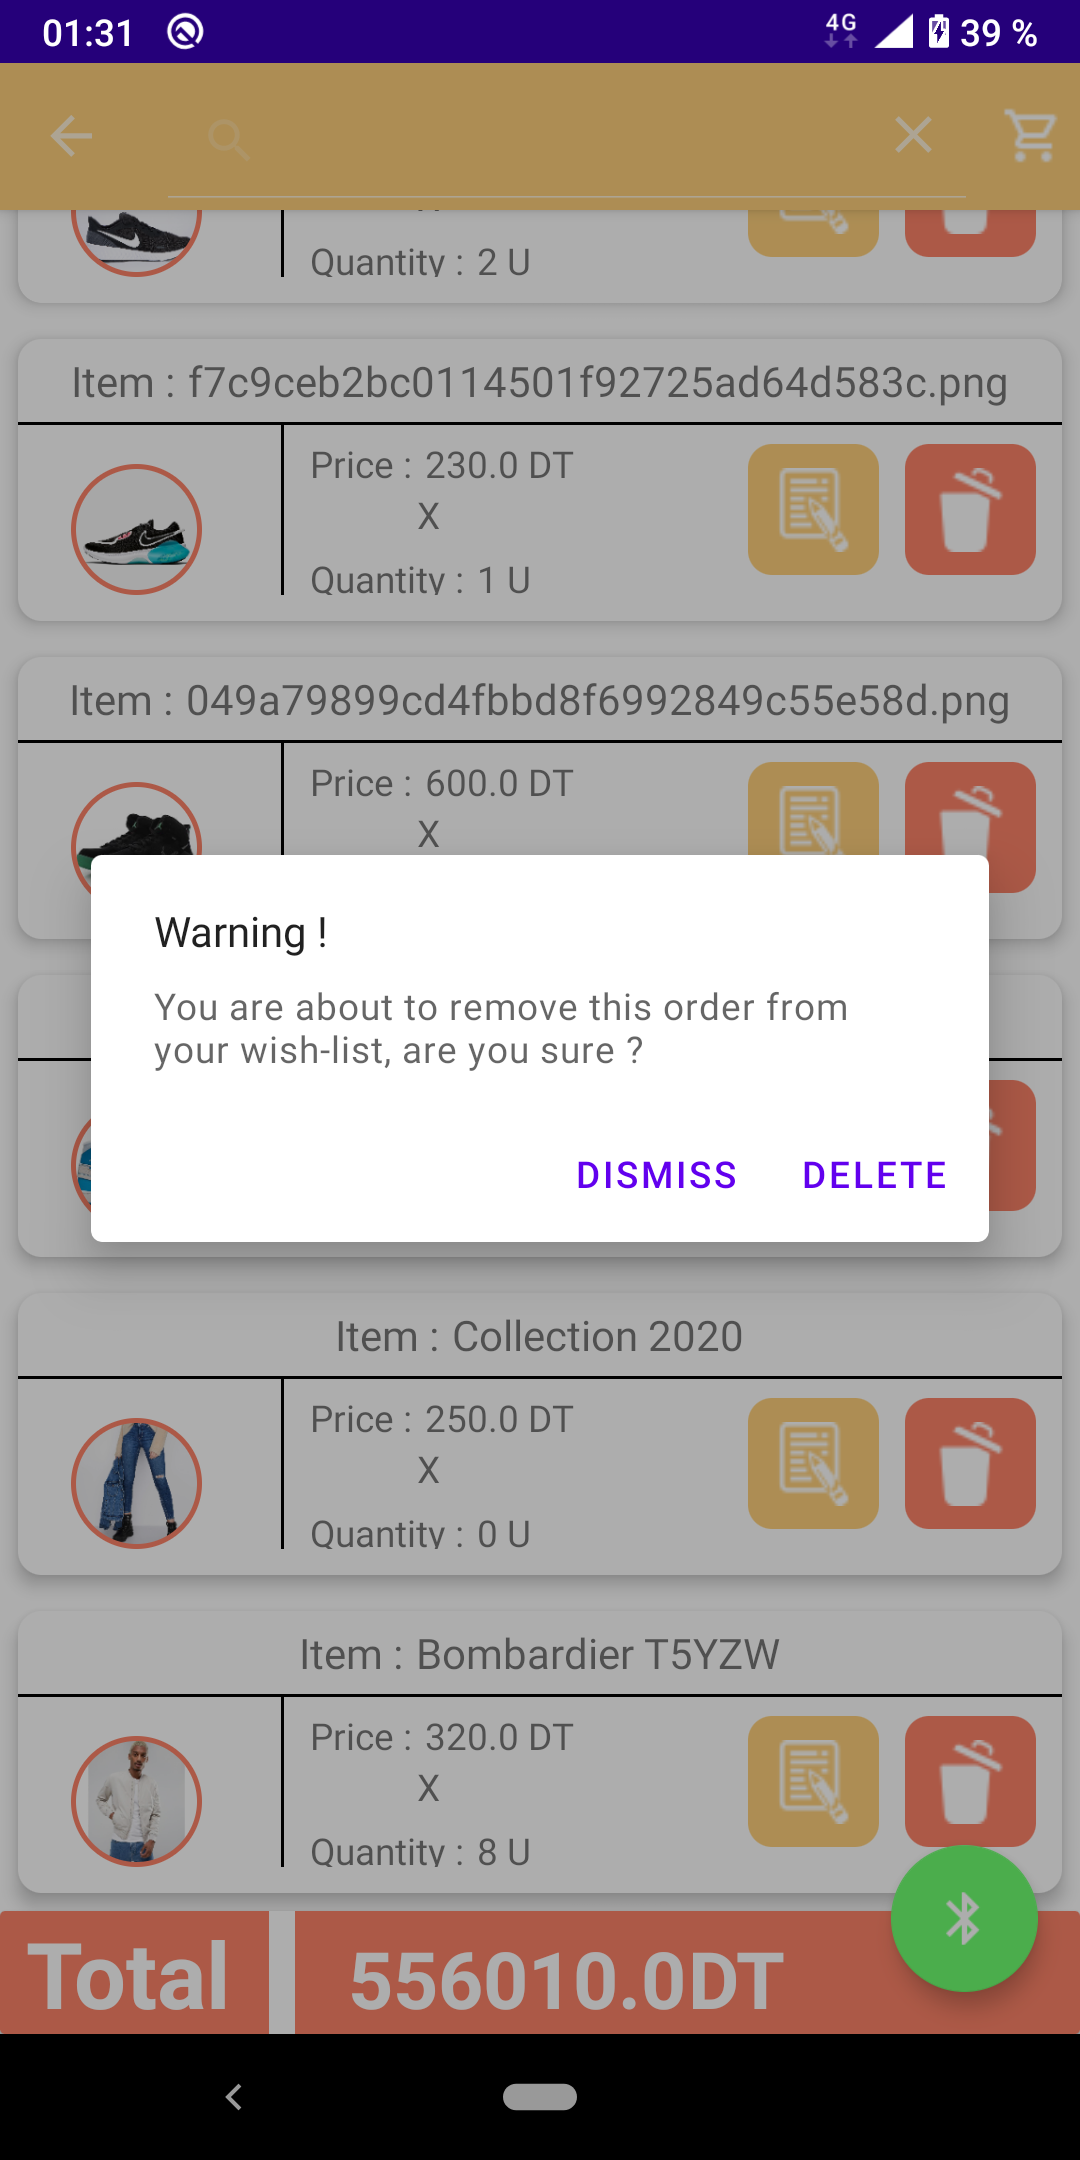 01:31 4G 39 %
Quantity : 2 U
Item : f7c9ceb2bc0114501f92725ad64d583c.png
Price : 230.0 DT
X
Quantity : 1 U
Item : 049a79899cd4fbbd8f6992849c55e58d.png
Price : 600.0 DT
X
Warning !
You are about to remove this order from
your wish-list, are you sure ?
DISMISS DELETE
Item : Collection 2020
Price : 250.0 DT
X
Quantity : 0 U
Item : Bombardier T5YZW
Price : 320.0 DT
X
Quantity : 8 U
Total 556010.0DT